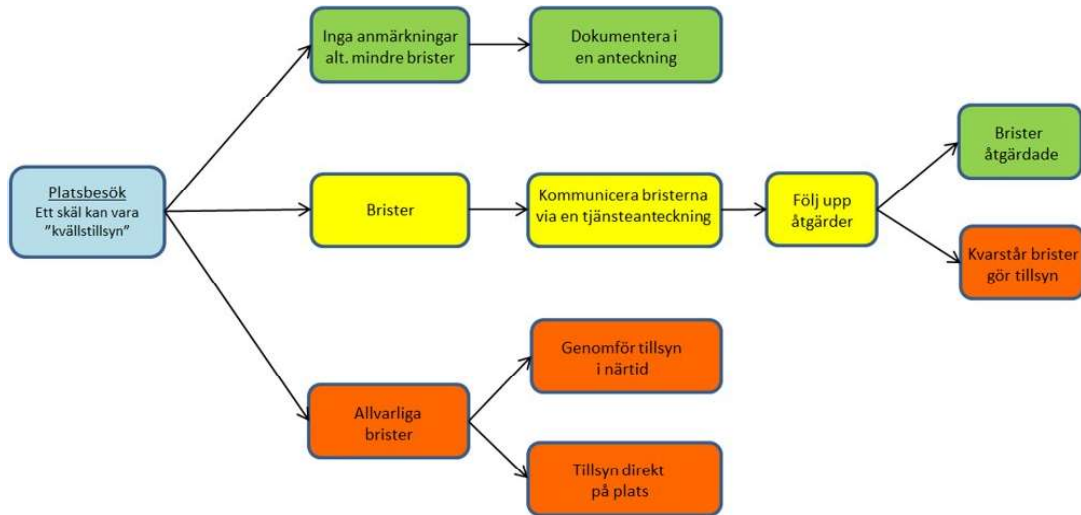 Platsbesök
Ett skäl kan vara
”kvällstillsyn”
Inga anmärkningar
alt. mindre brister
Dokumentera i
en anteckning
Brister
Kommunicera bristerna
via en tjänsteanteckning
Följ upp
åtgärder
Brister
åtgärdade
Kvarstår brister
gör tillsyn
Allvarliga
brister
Genomför tillsyn
i närtid
Tillsyn direkt
på plats